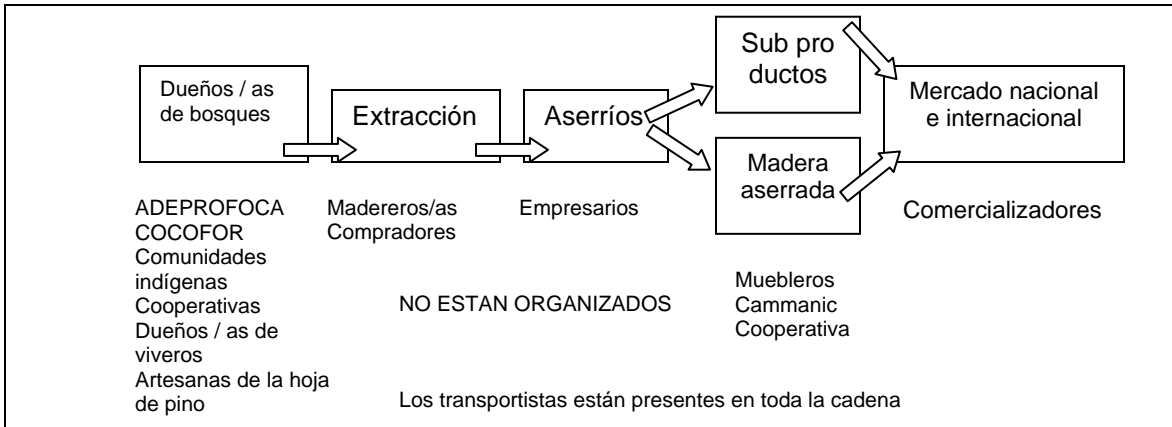 Dueños / as
de bosques
Extracción
Aserríos
Sub pro
ductos
Madera
aserrada
Mercado nacional
e internacional
ADEPROFOCA
COCOFOR
Comunidades
indígenas
Cooperativas
Dueños / as de
viveros
Artesanas de la hoja
de pino
Madereros/as
Compradores
Empresarios
NO ESTAN ORGANIZADOS
Muebleros
Cammanic
Cooperativa
Comercializadores
Los transportistas están presentes en toda la cadena